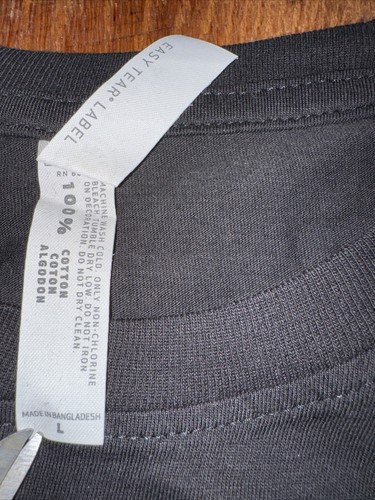 EASY TEAR® LABEL
RN
MACHINE WASH COLD. ONLY NON-CHLORINE
BLEACH. TUMBLE DRY LOW. DO NOT IRON
ON DECORATION. DO NOT DRY CLEAN.
100% COTTON
COTON
ALGODON
MADE IN BANGLADESH
L